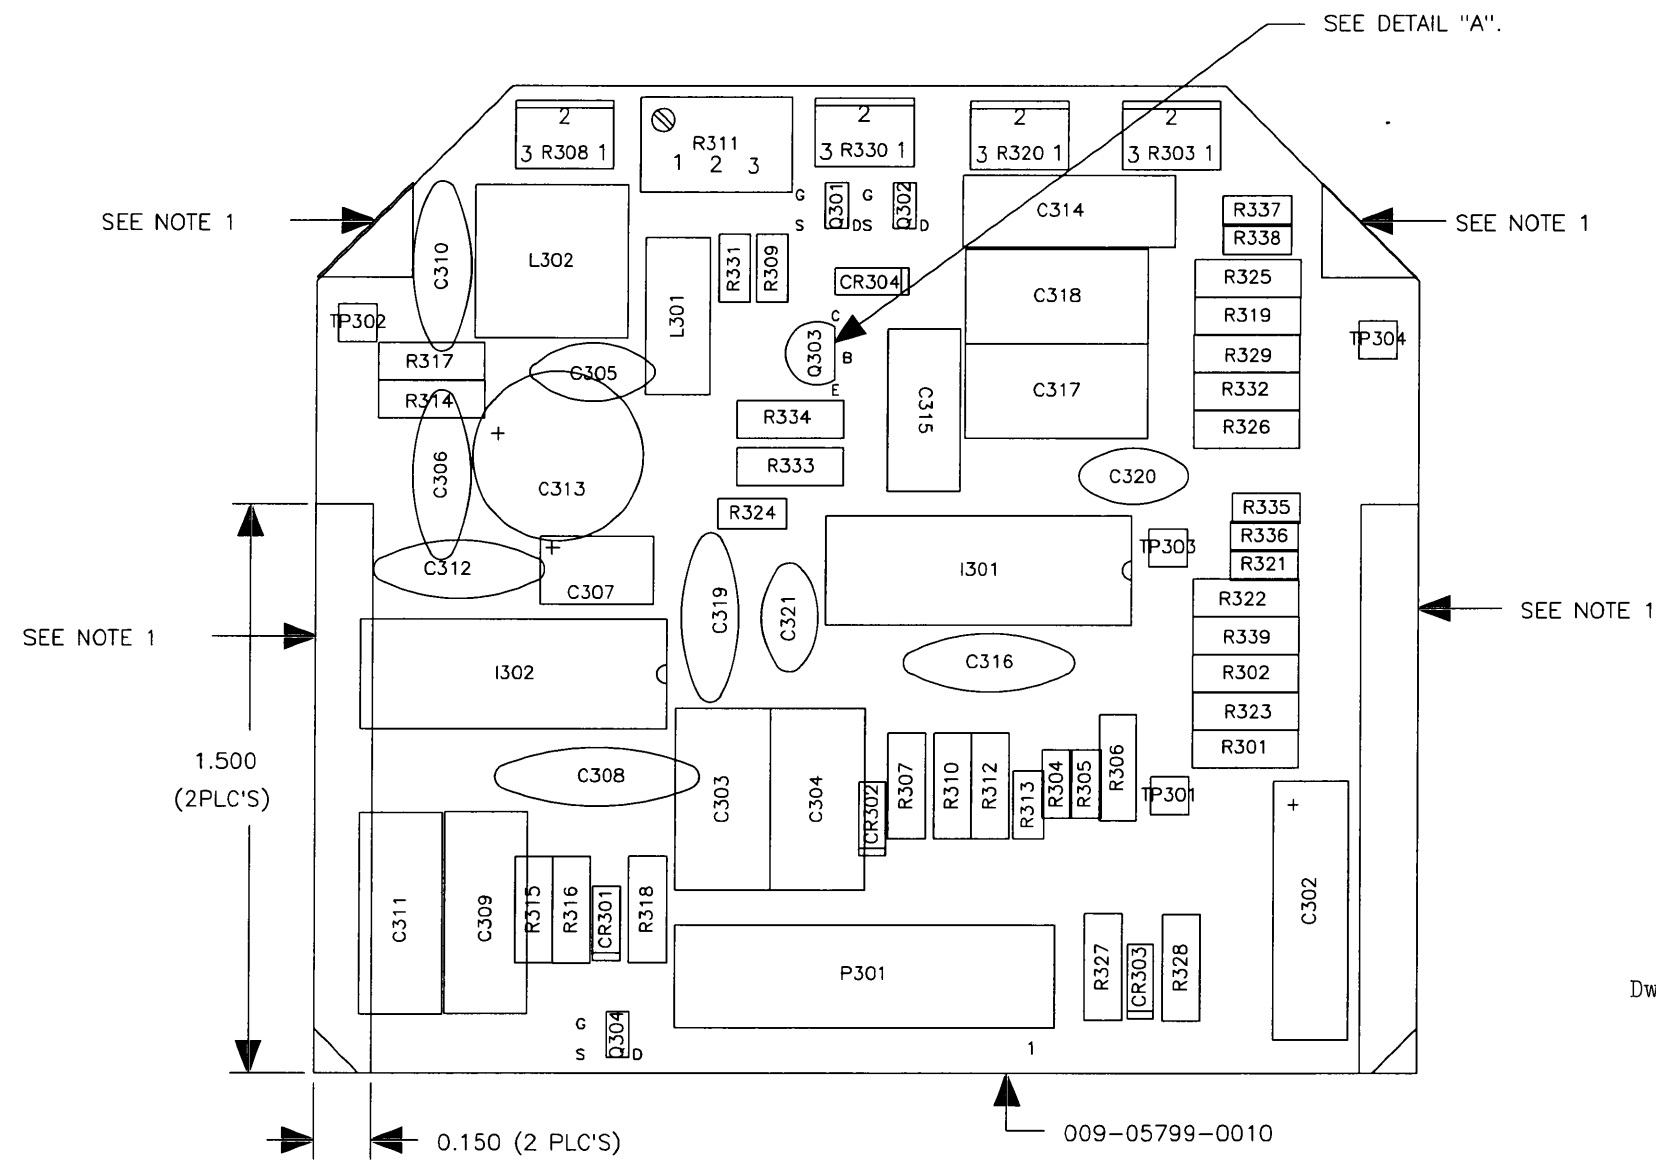 SEE DETAIL "A".
2
3 R308 1
R311
1 2 3
2
3 R330 1
2
3 R320 1
2
3 R303 1
G
S
Q301
D
G
S
Q302
D
C314
R337
R338
SEE NOTE 1
SEE NOTE 1
C310
L302
L301
R331
R309
CR304
C318
R325
R319
TP302
TP304
C
Q303
B
E
R317
C305
R329
R314
C317
R332
R334
C315
R326
+
C306
C313
R333
C320
R324
R335
R336
+
TP303
C312
I301
R321
C307
C319
C321
R322
SEE NOTE 1
SEE NOTE 1
R339
C316
I302
R302
R323
R301
1.500
(2PLC'S)
C308
C303
C304
CR302
R307
R310
R312
R313
R304
R305
R306
TP301
+
C302
C311
C309
R315
R316
CR301
R318
P301
R327
CR303
R328
Dw
G
S
Q304
D
1
0.150 (2 PLC'S)
009-05799-0010